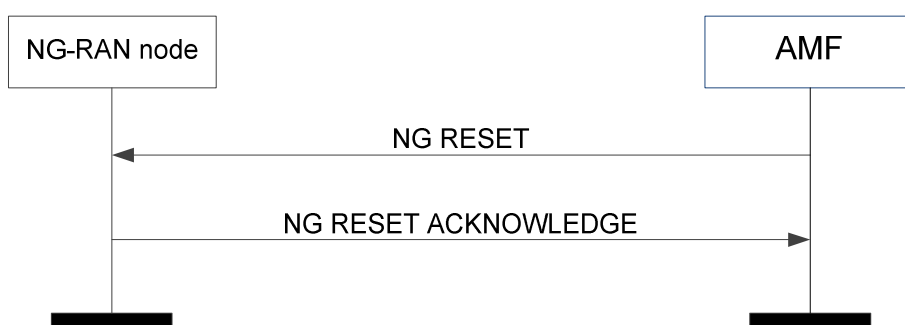 NG-RAN node
AMF
NG RESET
NG RESET ACKNOWLEDGE